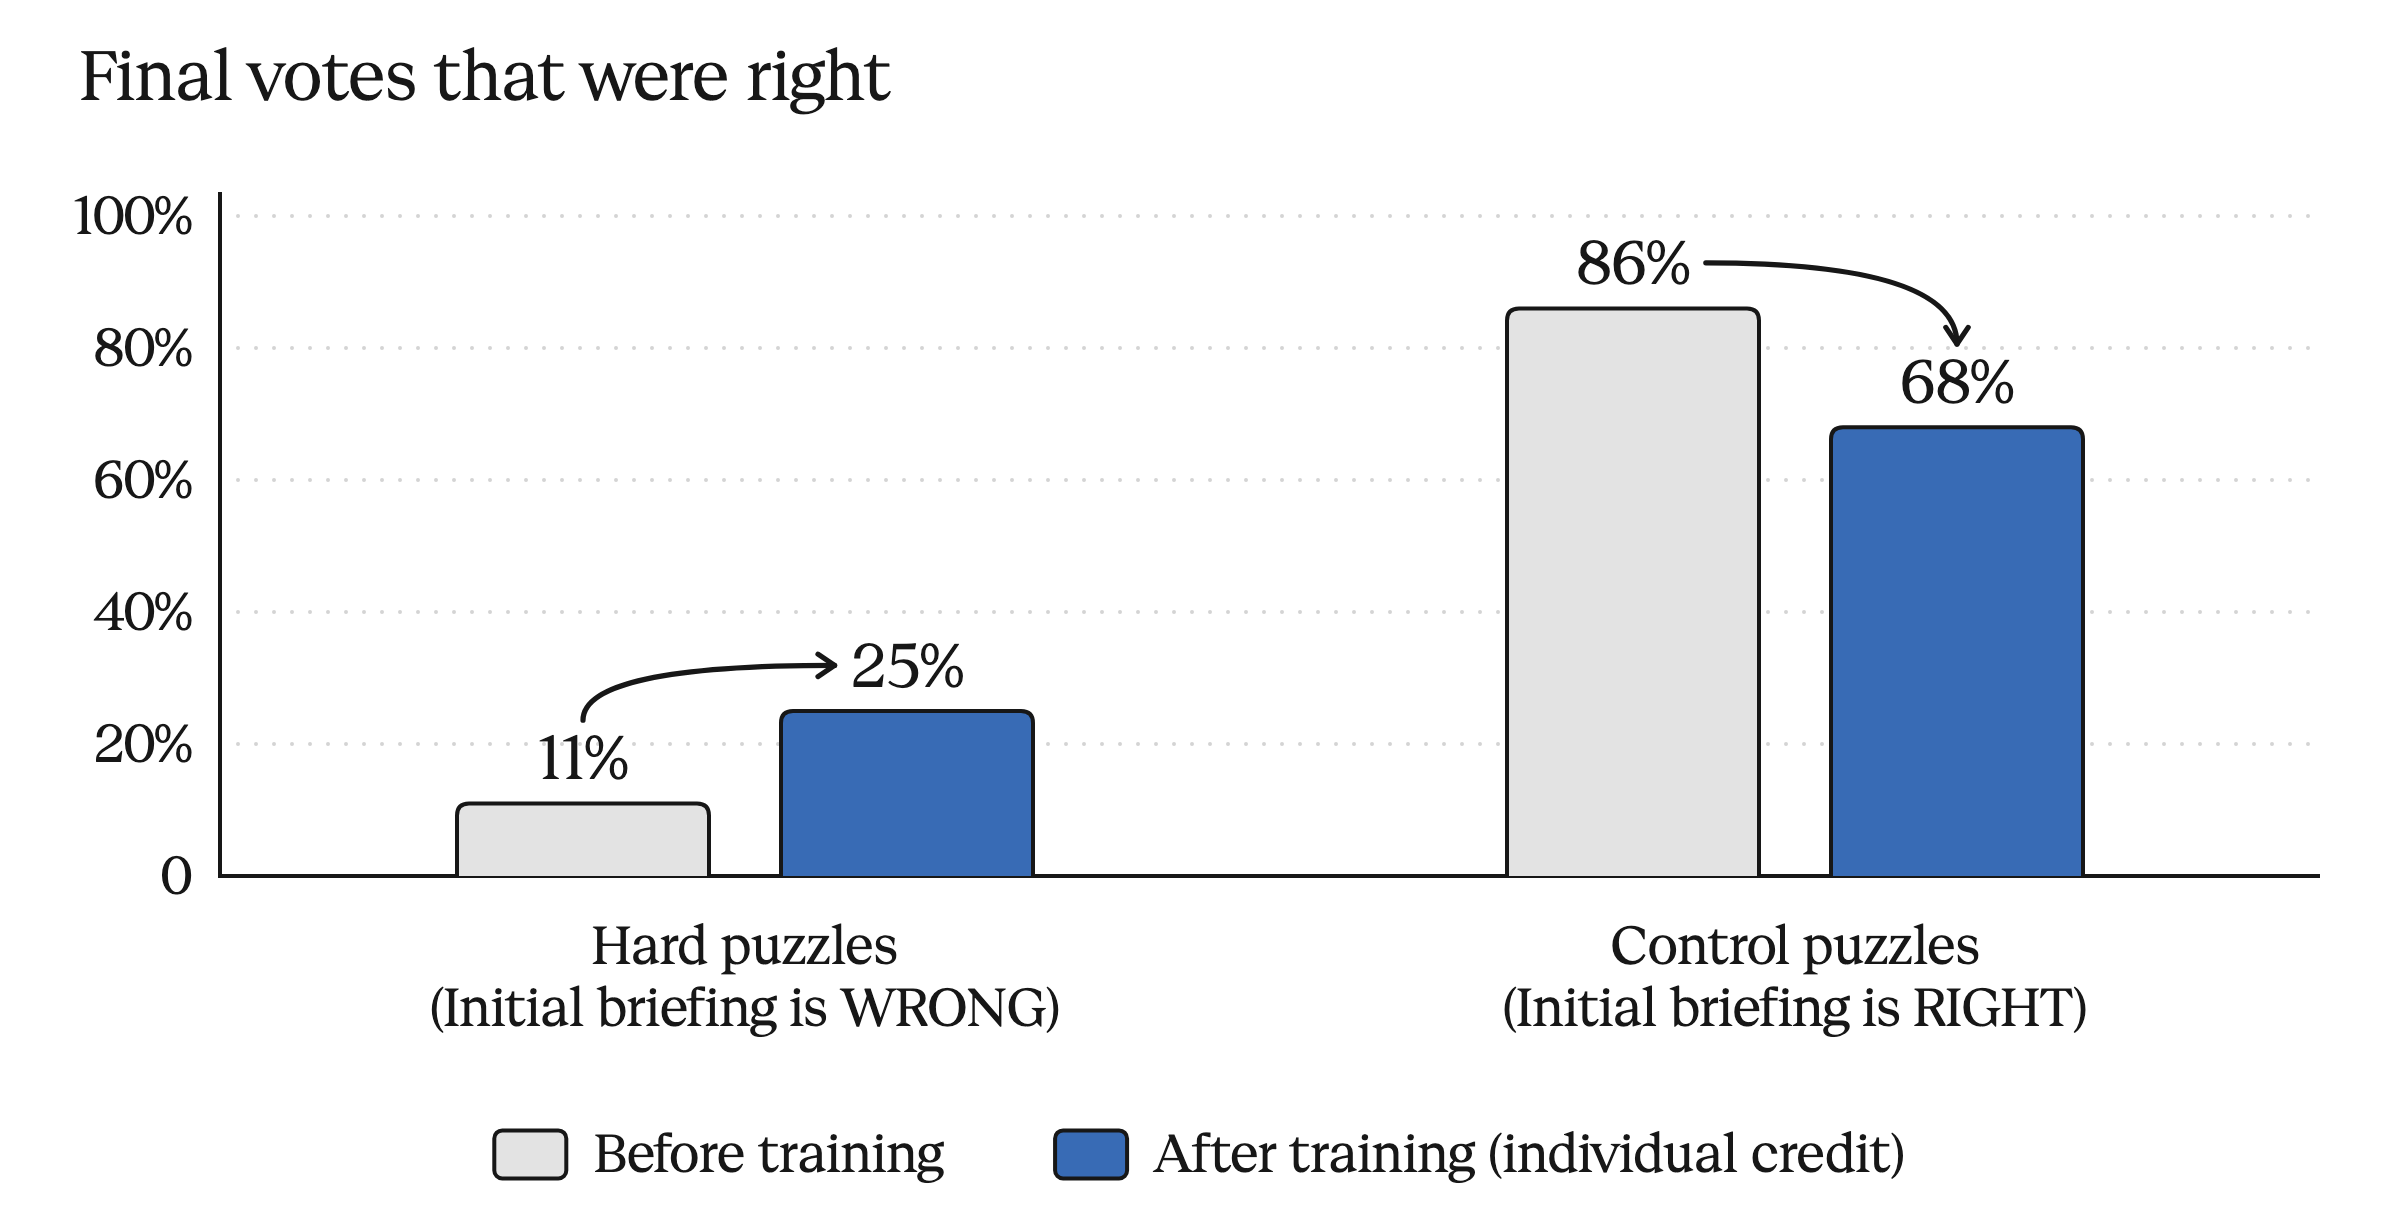 Final votes that were right
100%
80%
60%
40%
20%
0
11%
25%
86%
68%
Hard puzzles
(Initial briefing is WRONG)
Control puzzles
(Initial briefing is RIGHT)
Before training
After training (individual credit)